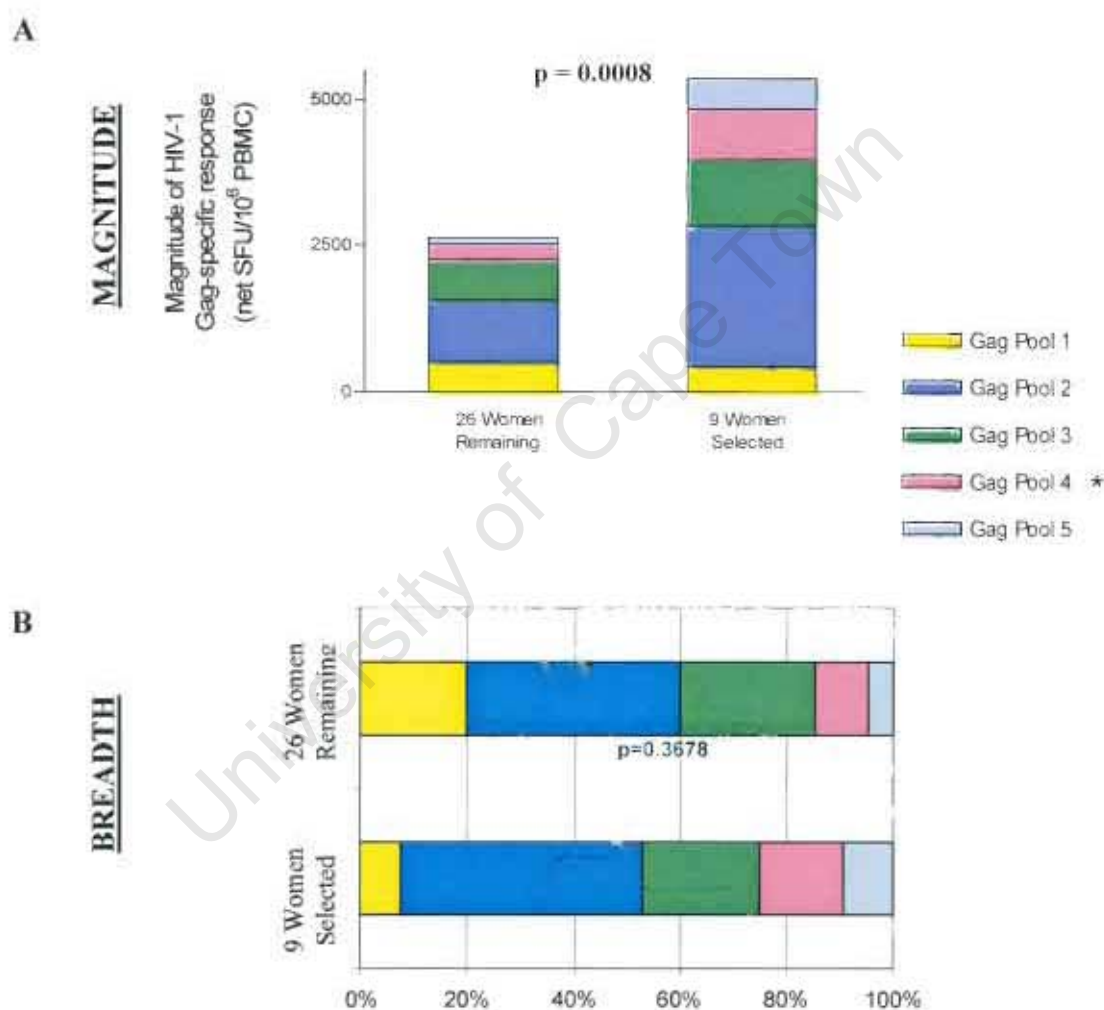 A
MAGNITUDE
Magnitude of HIV-1
Gag-specific response
(net SFU/10⁶ PBMC)
p = 0.0008
5000
2500
0
26 Women
Remaining
9 Women
Selected
Gag Pool 1
Gag Pool 2
Gag Pool 3
Gag Pool 4 *
Gag Pool 5
B
BREADTH
26 Women
Remaining
p=0.3678
9 Women
Selected
0% 20% 40% 60% 80% 100%
University of Cape Town